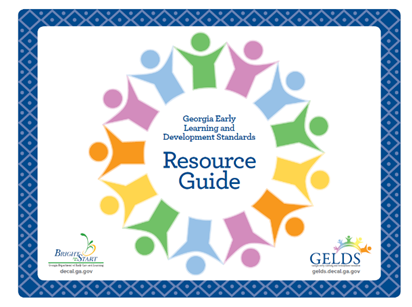 Georgia Early
Learning and
Development Standards
Resource
Guide
BRIGHT
from the
START
decal.ga.gov
GELDS
gelds.decal.ga.gov